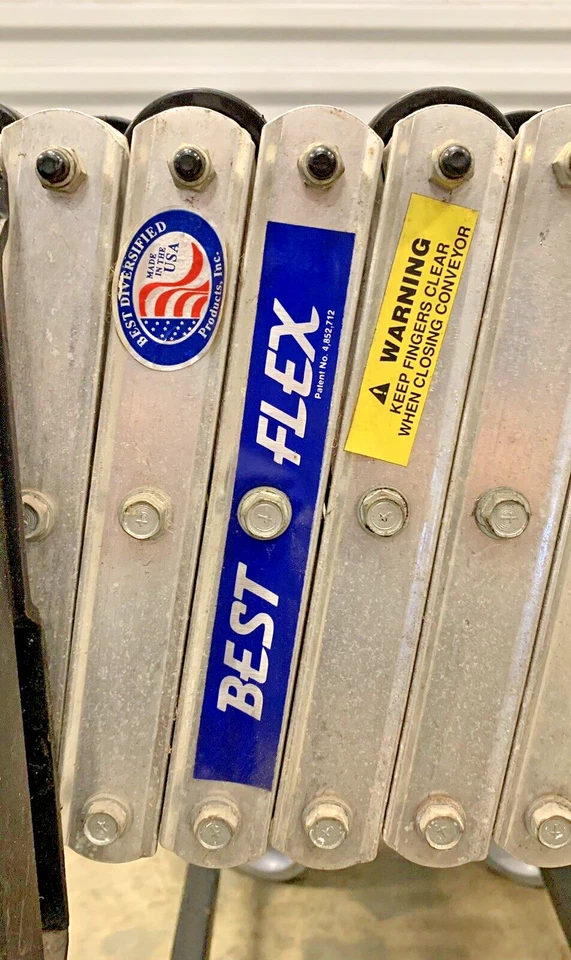 BEST DIVERSIFIED
MADE
IN THE
USA
Products, Inc.
BEST FLEX
Patent No. 4,852,712
WARNING
KEEP FINGERS CLEAR
WHEN CLOSING CONVEYOR